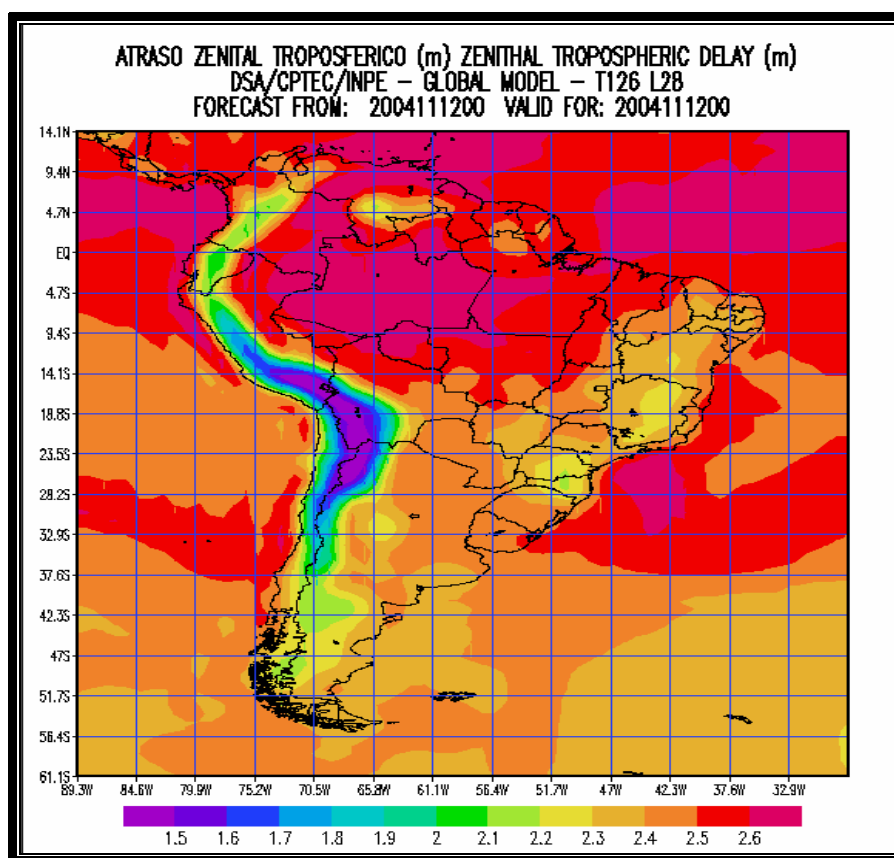 ATRASO ZENITAL TROPOSFERICO (m) ZENITHAL TROPOSPHERIC DELAY (m)
DSA/CPTEC/INPE – GLOBAL MODEL – T126 L28
FORECAST FROM: 2004111200 VALID FOR: 2004111200
14.1N
9.4N
4.7N
EQ
4.7S
9.4S
14.1S
18.8S
23.5S
28.2S
32.9S
37.6S
42.3S
47S
51.7S
56.4S
61.1S
89.3W 84.6W 79.9W 75.2W 70.5W 65.8W 61.1W 56.4W 51.7W 47W 42.3W 37.6W 32.9W
1.5 1.6 1.7 1.8 1.9 2 2.1 2.2 2.3 2.4 2.5 2.6